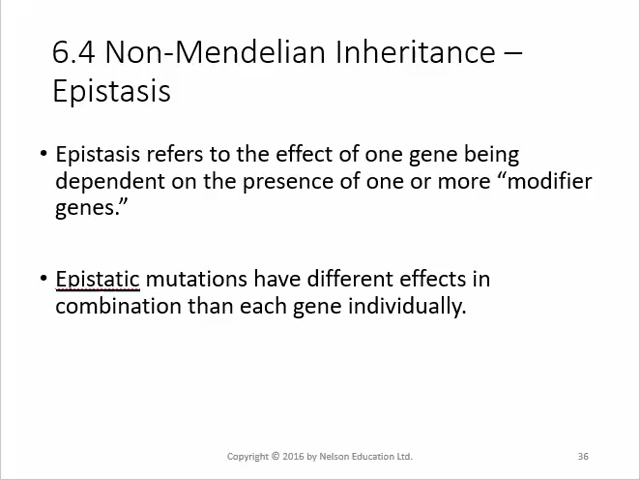 6.4 Non-Mendelian Inheritance –
Epistasis
• Epistasis refers to the effect of one gene being
dependent on the presence of one or more “modifier
genes.”
• Epistatic mutations have different effects in
combination than each gene individually.
Copyright © 2016 by Nelson Education Ltd.
36